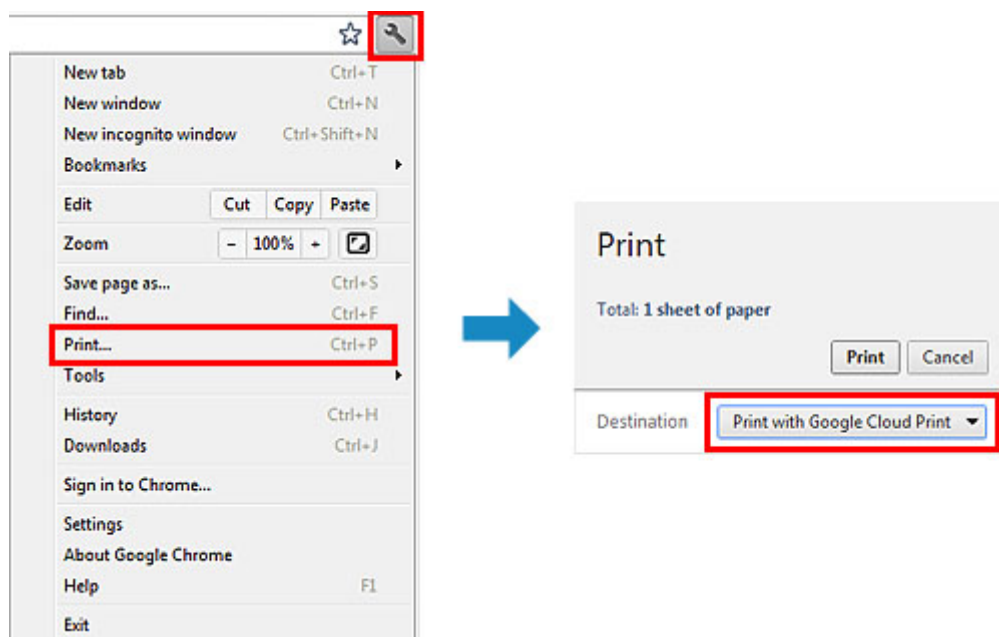 New tab Ctrl+T
New window Ctrl+N
New incognito window Ctrl+Shift+N
Bookmarks
Edit Cut Copy Paste
Zoom - 100% +
Save page as... Ctrl+S
Find... Ctrl+F
Print... Ctrl+P
Tools
History Ctrl+H
Downloads Ctrl+J
Sign in to Chrome...
Settings
About Google Chrome
Help F1
Exit
Print
Total: 1 sheet of paper
Print Cancel
Destination Print with Google Cloud Print